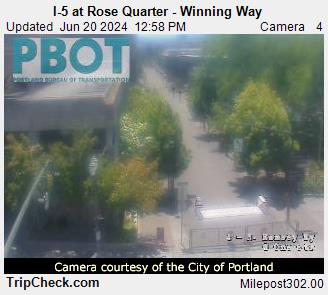 I-5 at Rose Quarter - Winning Way
Updated Jun 20 2024 12:58 PM Camera 4
PBOT
PORTLAND BUREAU OF TRANSPORTATION
Camera courtesy of the City of Portland
TripCheck.com Milepost302.00